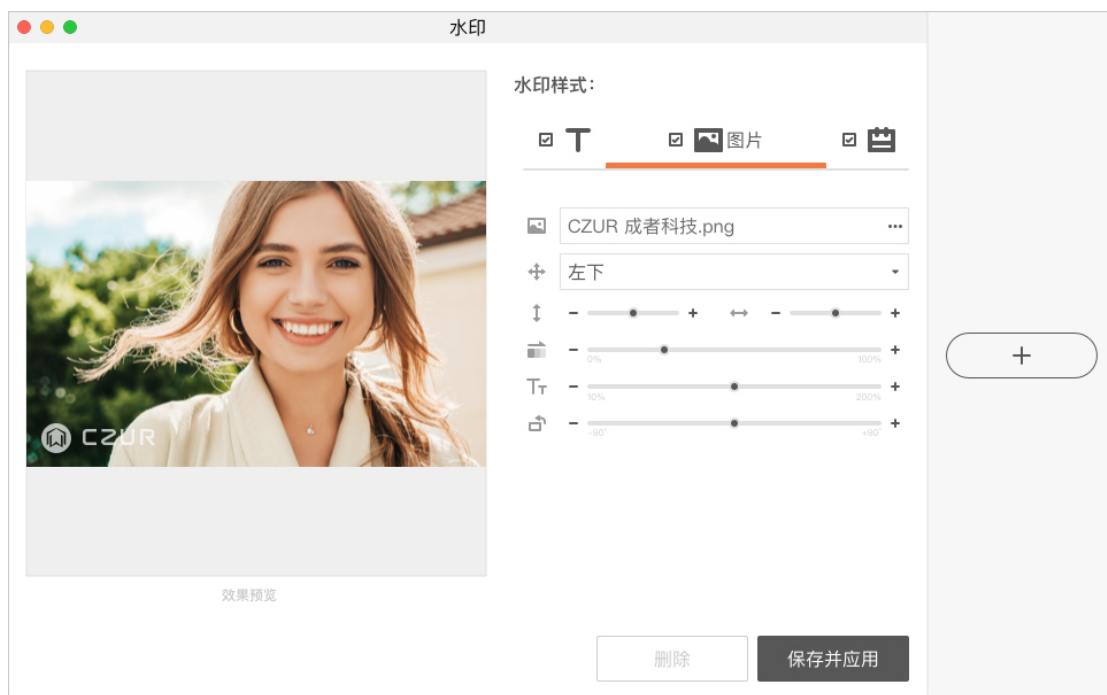 水印
水印样式:
T 图片
CZUR 成者科技.png
左下
0% 100%
Tт
10% 200%
-90° +90°
CZUR
效果预览
删除 保存并应用